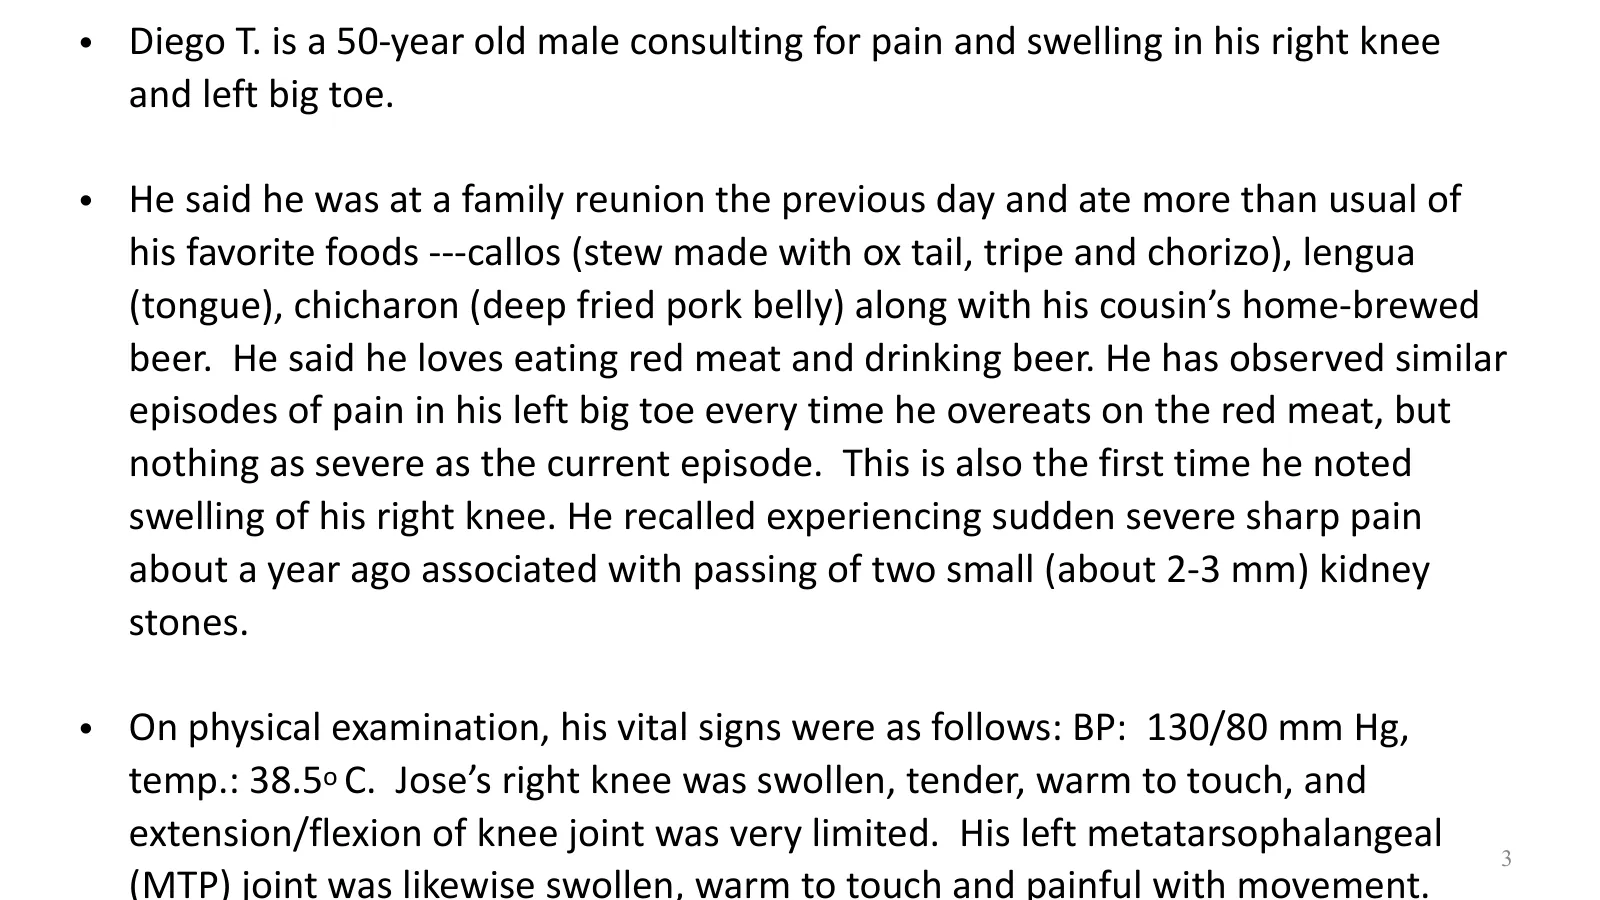 • Diego T. is a 50-year old male consulting for pain and swelling in his right knee
and left big toe.
• He said he was at a family reunion the previous day and ate more than usual of
his favorite foods ---callos (stew made with ox tail, tripe and chorizo), lengua
(tongue), chicharon (deep fried pork belly) along with his cousin’s home-brewed
beer.  He said he loves eating red meat and drinking beer. He has observed similar
episodes of pain in his left big toe every time he overeats on the red meat, but
nothing as severe as the current episode.  This is also the first time he noted
swelling of his right knee. He recalled experiencing sudden severe sharp pain
about a year ago associated with passing of two small (about 2-3 mm) kidney
stones.
• On physical examination, his vital signs were as follows: BP:  130/80 mm Hg,
temp.: 38.5º C.  Jose’s right knee was swollen, tender, warm to touch, and
extension/flexion of knee joint was very limited.  His left metatarsophalangeal
(MTP) joint was likewise swollen, warm to touch and painful with movement.
3